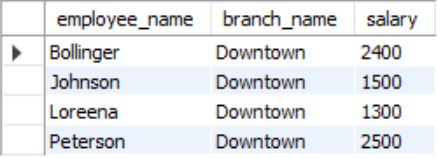 employee_name branch_name salary
Bollinger Downtown 2400
Johnson Downtown 1500
Loreena Downtown 1300
Peterson Downtown 2500